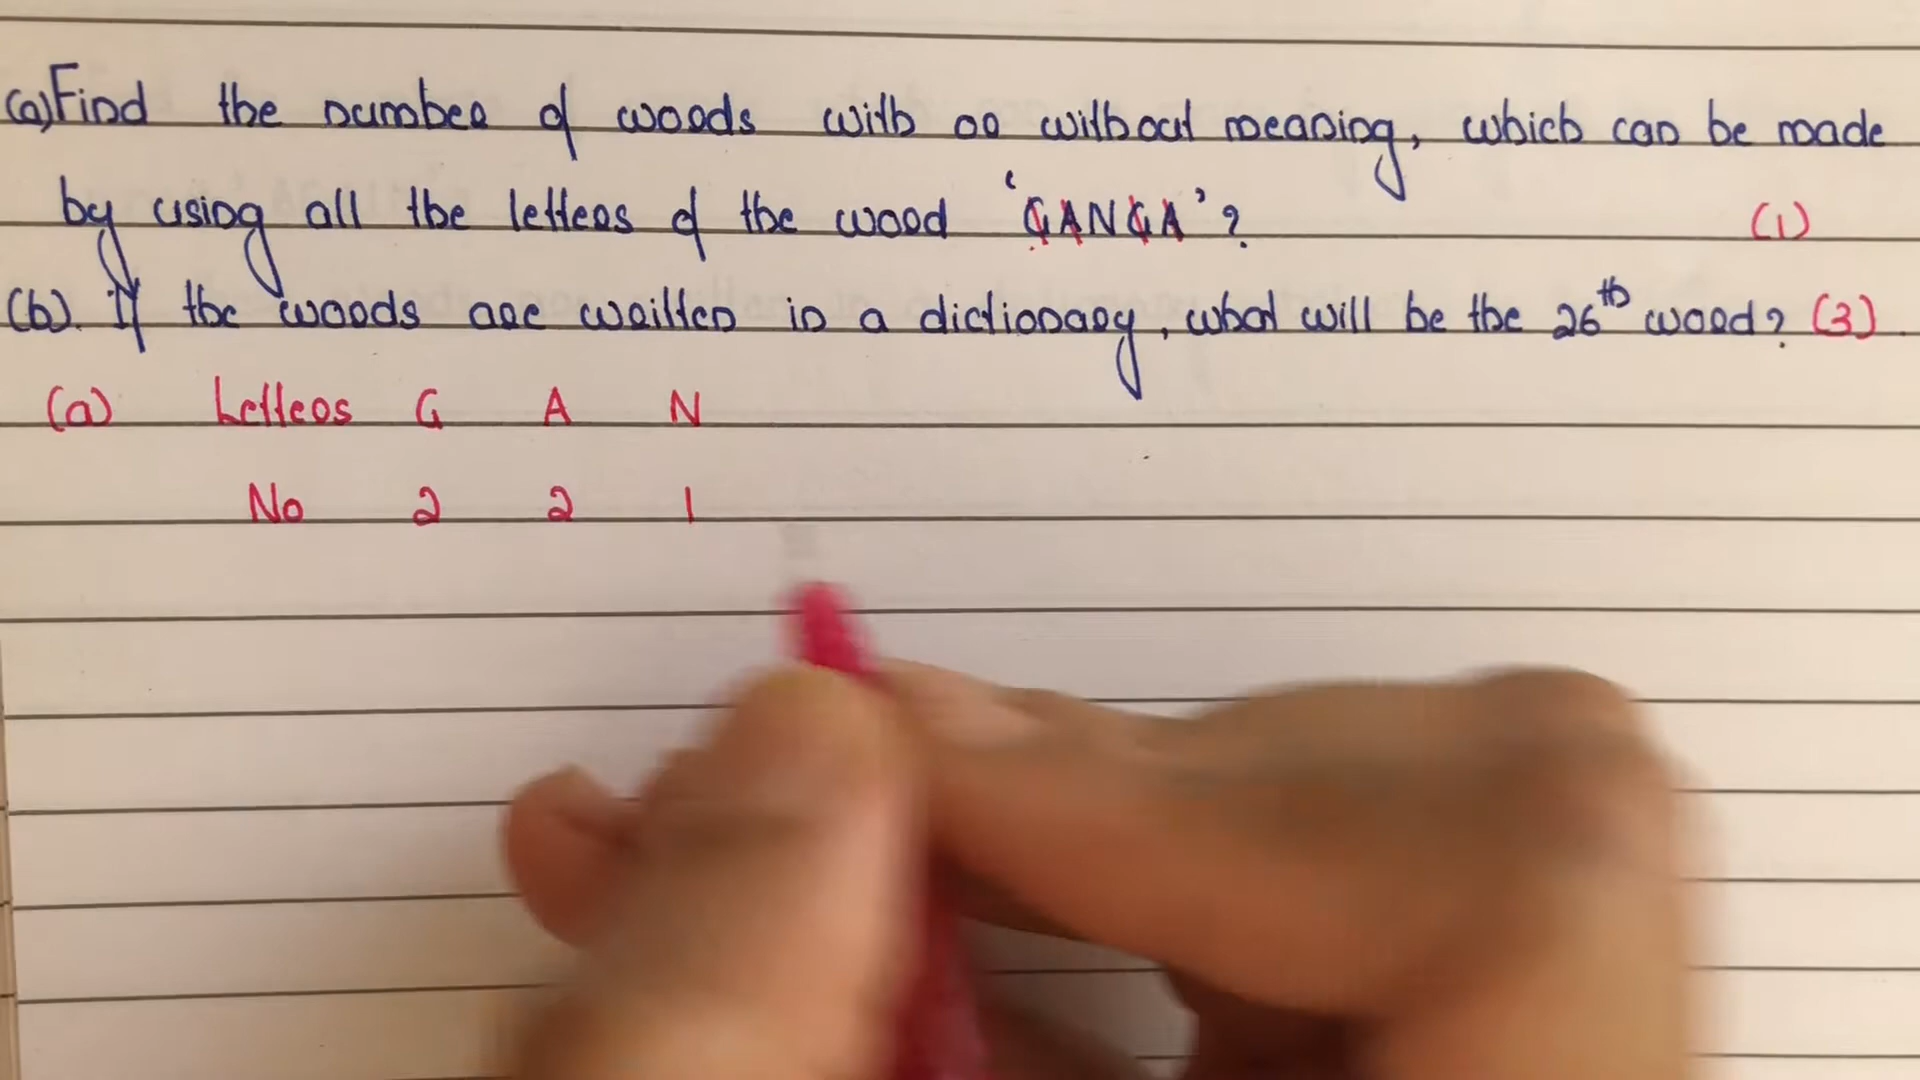 (a) Find the number of words with or without meaning, which can be made
by using all the letters of the word 'GANGA'? (1)
(b). If the words are written in a dictionary, what will be the 26th word? (3)
(a) Letters G A N
No 2 2 1